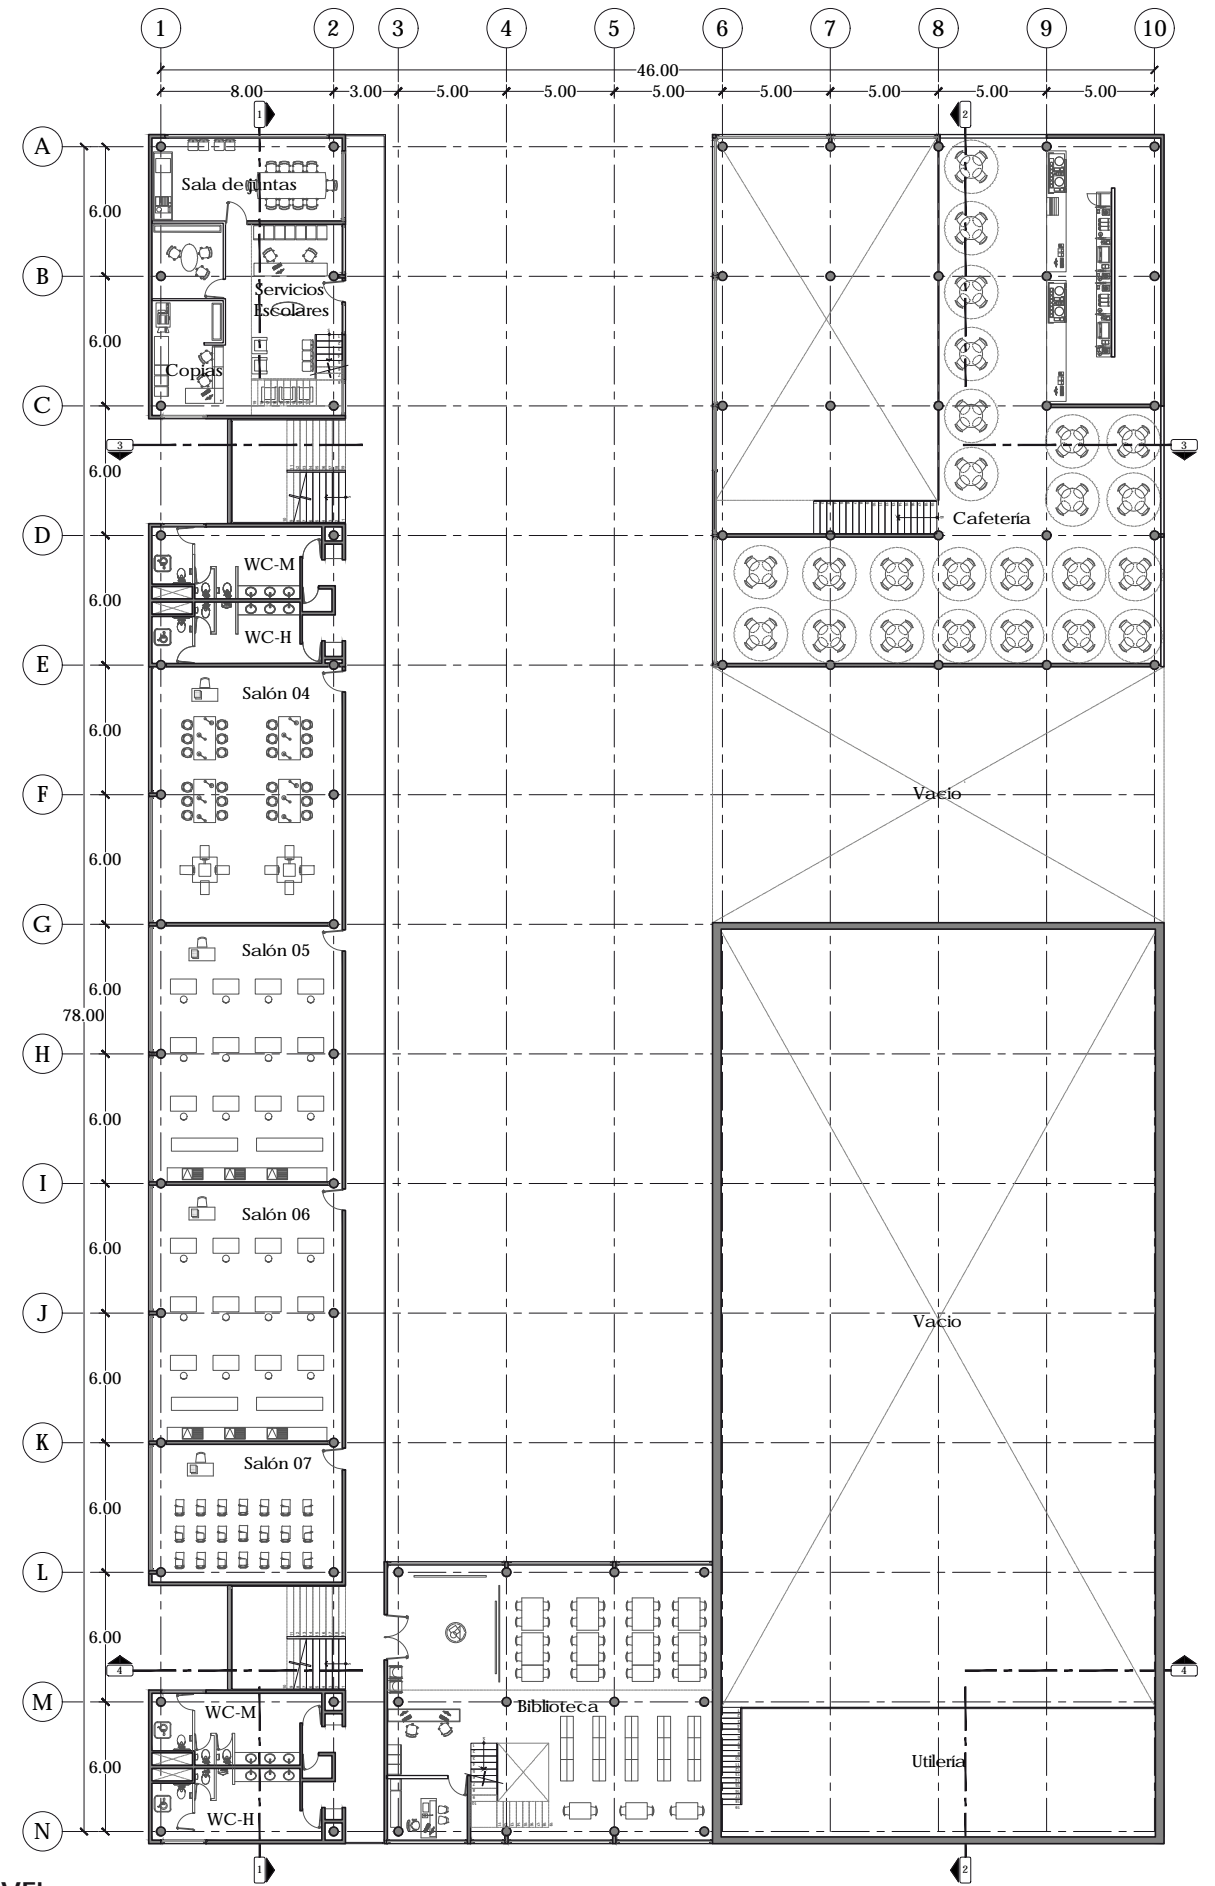 1 2 3 4 5 6 7 8 9 10
46.00
8.00 3.00 5.00 5.00 5.00 5.00 5.00 5.00 5.00
1 2
A
Sala de juntas
6.00
B
Servicios
Escolares
6.00
Copias
C
3 3
6.00
Cafetería
D
WC-M
6.00
WC-H
E
Salón 04
6.00
F
Vacio
6.00
G
Salón 05
6.00
78.00
H
6.00
I
Salón 06
6.00
J
Vacio
6.00
K
Salón 07
6.00
L
6.00
4 4
M
WC-M
Biblioteca
6.00
Utilería
WC-H
N
1 2